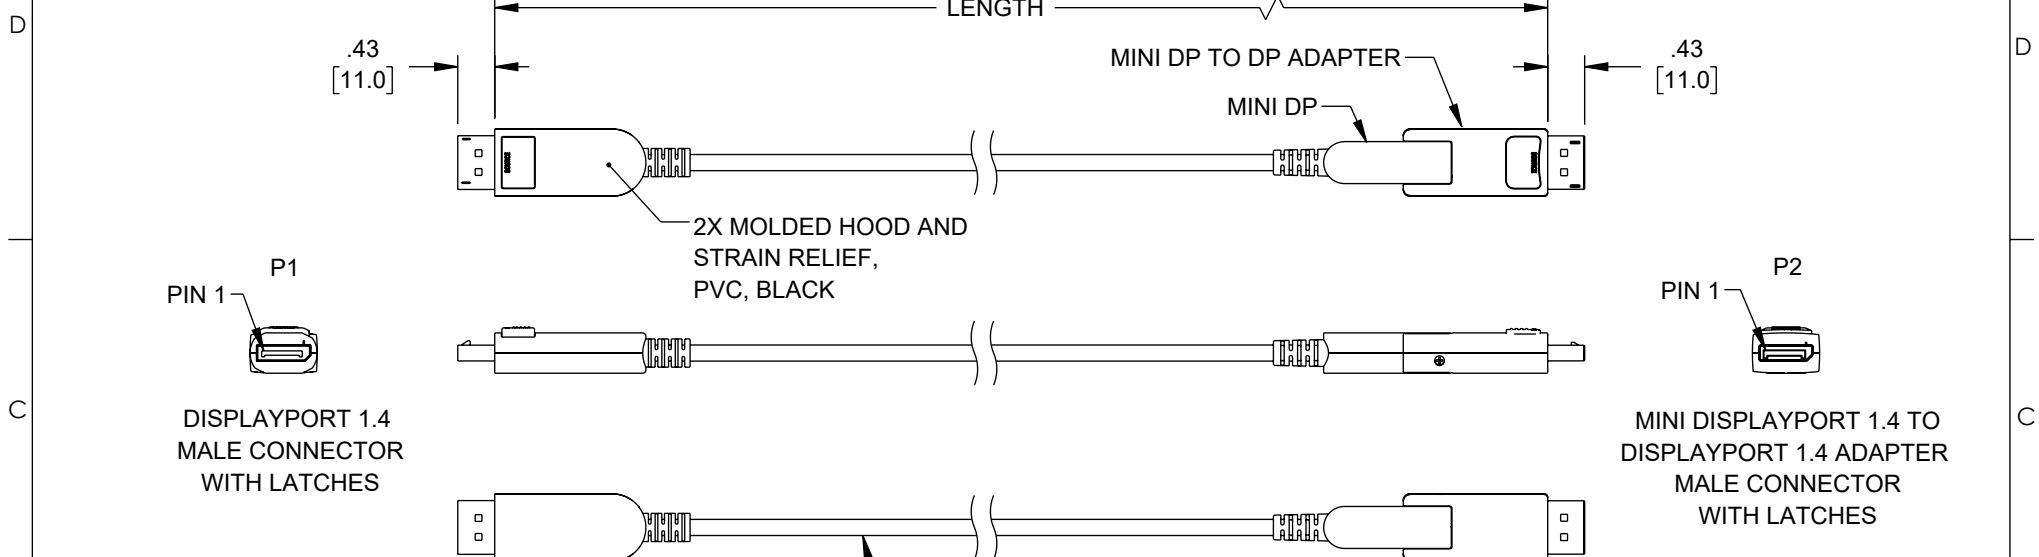 D
LENGTH
D
.43
[11.0]
MINI DP TO DP ADAPTER
.43
[11.0]
MINI DP
SOURCE
2X MOLDED HOOD AND
STRAIN RELIEF,
PVC, BLACK
P1
PIN 1
P2
PIN 1
C
DISPLAYPORT 1.4
MALE CONNECTOR
WITH LATCHES
MINI DISPLAYPORT 1.4 TO
DISPLAYPORT 1.4 ADAPTER
MALE CONNECTOR
WITH LATCHES
C